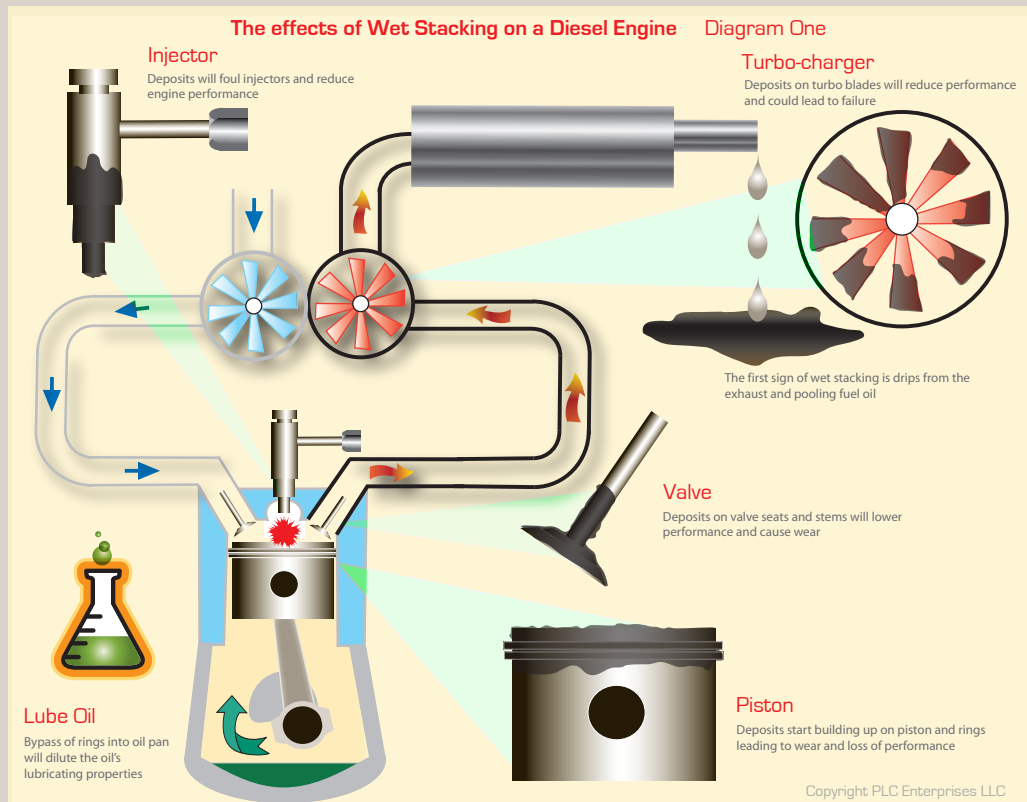 The effects of Wet Stacking on a Diesel Engine Diagram One
Injector
Deposits will foul injectors and reduce
engine performance
Turbo-charger
Deposits on turbo blades will reduce performance
and could lead to failure
The first sign of wet stacking is drips from the
exhaust and pooling fuel oil
Valve
Deposits on valve seats and stems will lower
performance and cause wear
Lube Oil
Bypass of rings into oil pan
will dilute the oil's
lubricating properties
Piston
Deposits start building up on piston and rings
leading to wear and loss of performance
Copyright PLC Enterprises LLC